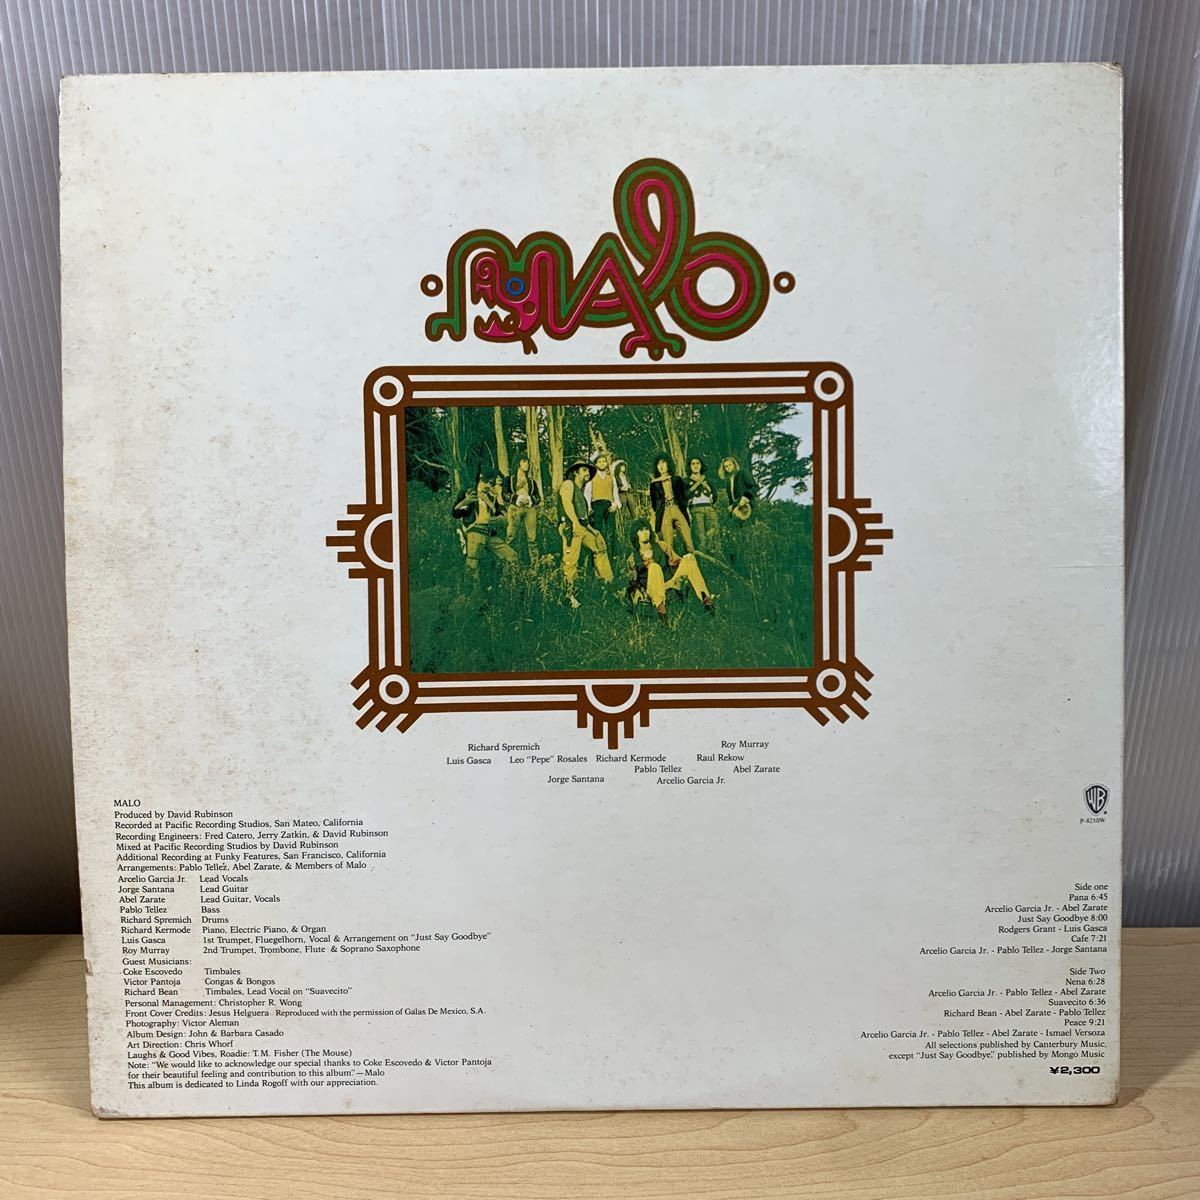 MALO
Richard Spremich
Roy Murray
Luis Gasca Leo "Pepe" Rosales Richard Kermode Raul Rekow
Pablo Tellez Abel Zarate
Jorge Santana Arcelio Garcia Jr.
MALO
Produced by David Rubinson
Recorded at Pacific Recording Studios, San Mateo, California
Recording Engineers: Fred Catero, Jerry Zatkin, & David Rubinson
Mixed at Pacific Recording Studios by David Rubinson
Additional Recording at Funky Features, San Francisco, California
Arrangements: Pablo Tellez, Abel Zarate, & Members of Malo
Arcelio Garcia Jr. Lead Vocals
Jorge Santana Lead Guitar
Abel Zarate Lead Guitar, Vocals
Pablo Tellez Bass
Richard Spremich Drums
Richard Kermode Piano, Electric Piano, & Organ
Luis Gasca 1st Trumpet, Fluegelhorn, Vocal & Arrangement on "Just Say Goodbye"
Roy Murray 2nd Trumpet, Trombone, Flute & Soprano Saxophone
Guest Musicians:
Coke Escovedo Timbales
Victor Pantoja Congas & Bongos
Richard Bean Timbales, Lead Vocal on "Suavecito"
Personal Management: Christopher R. Wong
Front Cover Credits: Jesus Helguera Reproduced with the permission of Galas De Mexico, S.A.
Photography: Victor Aleman
Album Design: John & Barbara Casado
Art Direction: Chris Whorf
Laughs & Good Vibes, Roadie: T.M. Fisher (The Mouse)
Note: "We would like to acknowledge our special thanks to Coke Escovedo & Victor Pantoja
for their beautiful feeling and contribution to this album"—Malo
This album is dedicated to Linda Rogoff with our appreciation.
WB
P-8210W
Side one
Pana 6:45
Arcelio Garcia Jr. - Abel Zarate
Just Say Goodbye 8:00
Rodgers Grant - Luis Gasca
Cafe 7:21
Arcelio Garcia Jr. - Pablo Tellez - Jorge Santana
Side Two
Nena 6:28
Arcelio Garcia Jr. - Pablo Tellez - Abel Zarate
Suavecito 6:36
Richard Bean - Abel Zarate - Pablo Tellez
Peace 9:21
Arcelio Garcia Jr. - Pablo Tellez - Abel Zarate - Ismael Versoza
All selections published by Canterbury Music,
except "Just Say Goodbye," published by Mongo Music
¥2,300